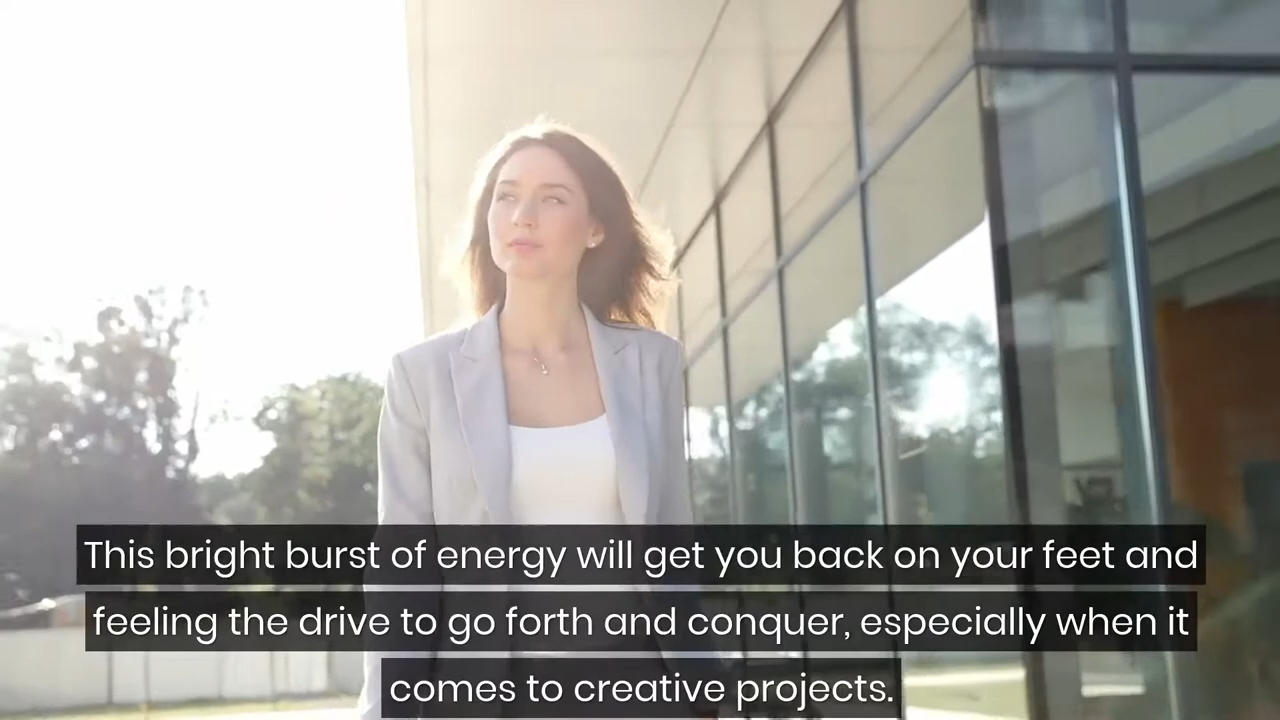 This bright burst of energy will get you back on your feet and
feeling the drive to go forth and conquer, especially when it
comes to creative projects.